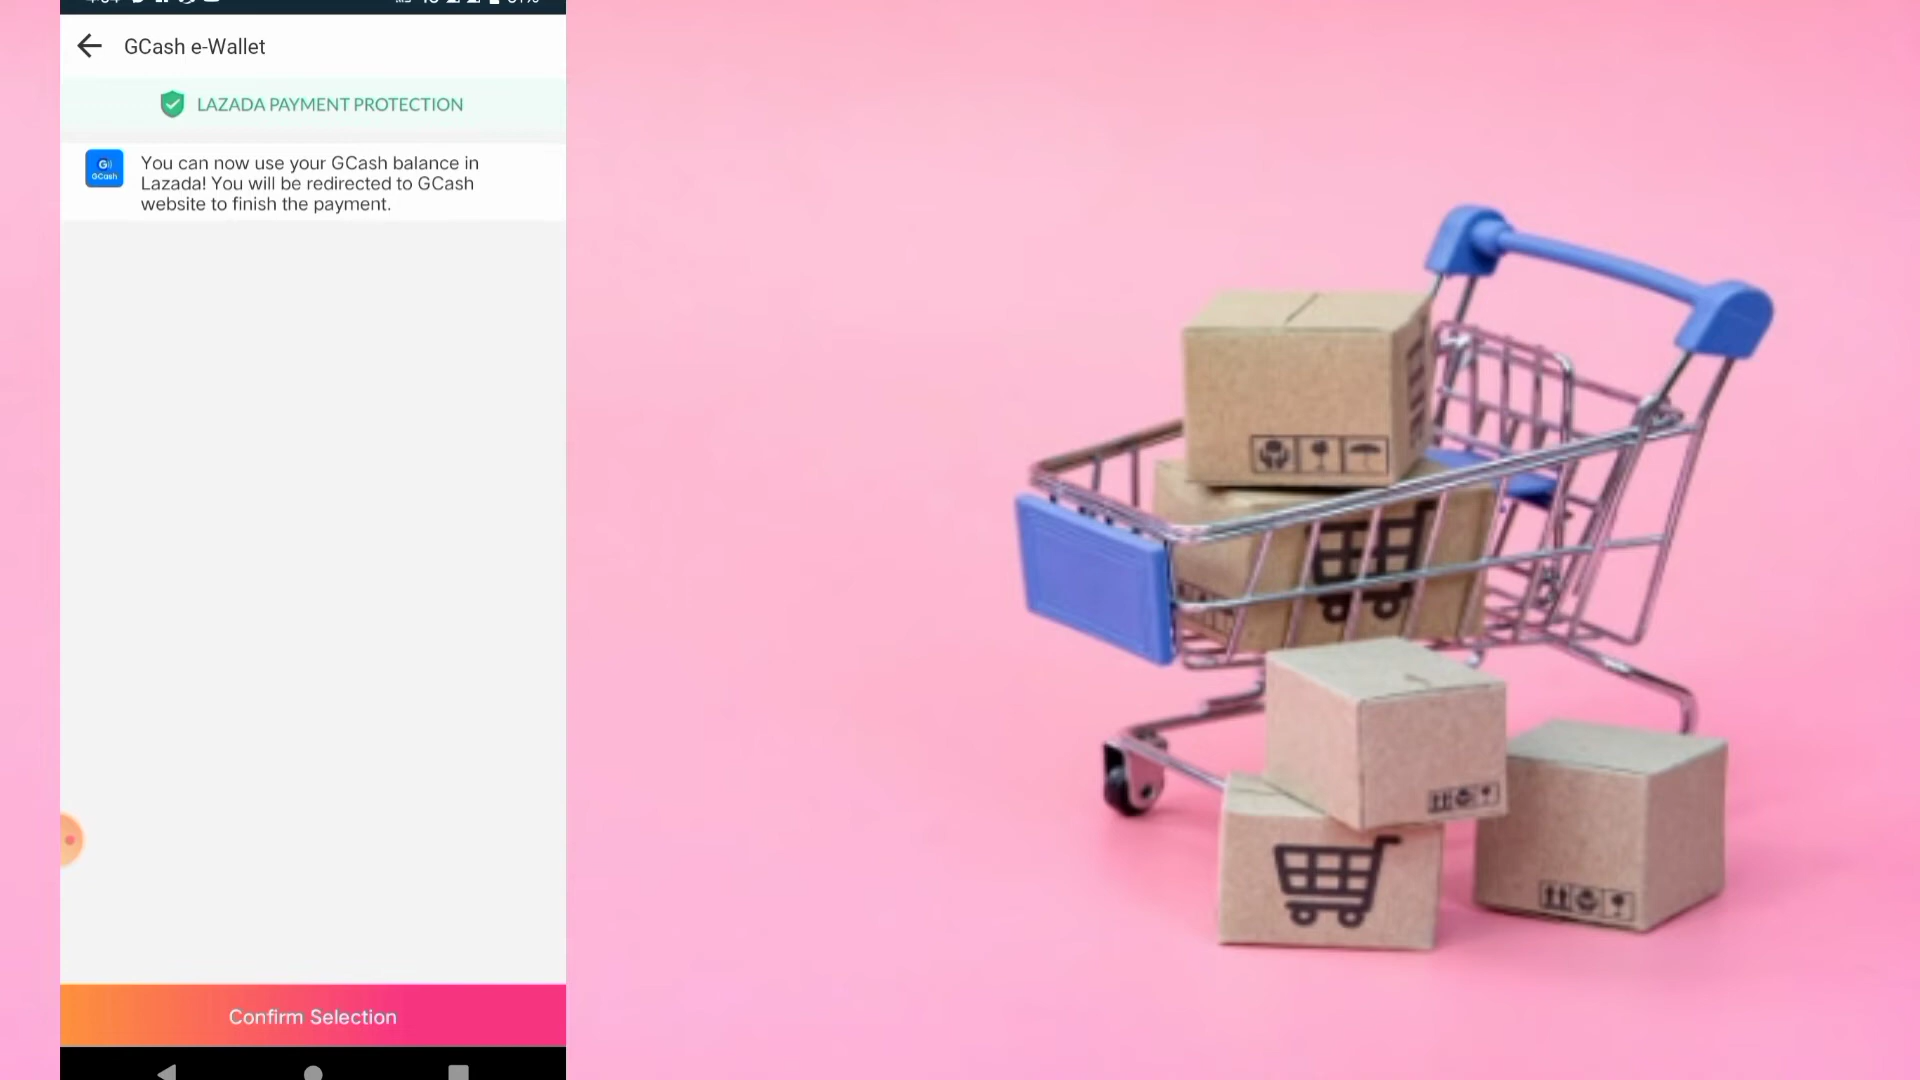 GCash e-Wallet
LAZADA PAYMENT PROTECTION
G
GCash
You can now use your GCash balance in
Lazada! You will be redirected to GCash
website to finish the payment.
Confirm Selection